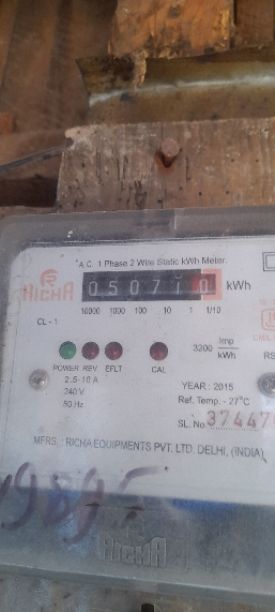 A.C. 1 Phase 2 Wire Static kWh Meter.
RICHA 050710 kWh
10000 1000 100 10 1 1/10
CL - 1
3200 Imp/kWh
POWER REV EFLT CAL
2.5-10 A
240 V
50 Hz
YEAR : 2015
Ref. Temp. - 27°C
SL. No. 37447
MFRS. : RICHA EQUIPMENTS PVT. LTD. DELHI, (INDIA)
RICHA